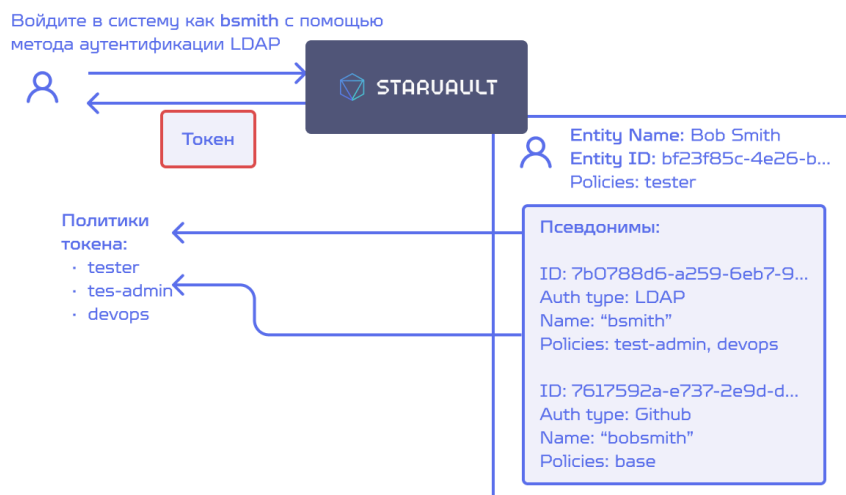 Войдите в систему как bsmith с помощью
метода аутентификации LDAP
STARVAULT
Токен
Entity Name: Bob Smith
Entity ID: bf23f85c-4e26-b...
Policies: tester
Политики
токена:
· tester
· tes-admin
· devops
Псевдонимы:
ID: 7b0788d6-a259-6eb7-9...
Auth type: LDAP
Name: “bsmith”
Policies: test-admin, devops
ID: 7617592a-e737-2e9d-d...
Auth type: Github
Name: “bobsmith”
Policies: base